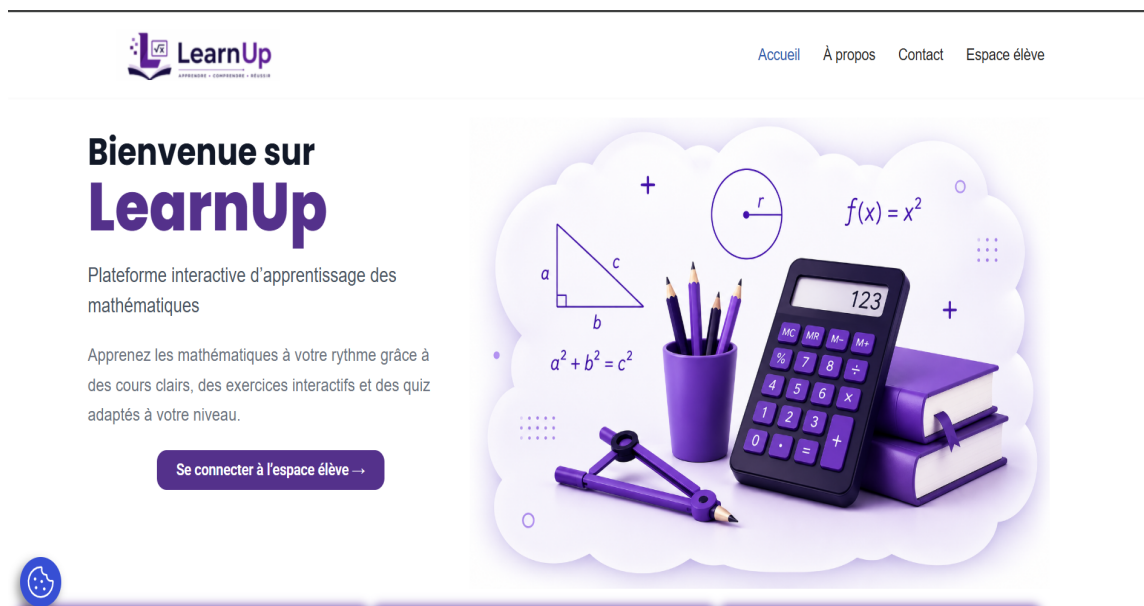 LearnUp
APPRENDRE • COMPRENDRE • RÉUSSIR
Accueil À propos Contact Espace élève
Bienvenue sur
LearnUp
Plateforme interactive d’apprentissage des
mathématiques
Apprenez les mathématiques à votre rythme grâce à
des cours clairs, des exercices interactifs et des quiz
adaptés à votre niveau.
Se connecter à l’espace élève →
r
f(x) = x²
a
c
b
a² + b² = c²
123
MC MR M− M+
% 7 8 ÷
4 5 6 ×
1 2 3 +
0 · =
√x